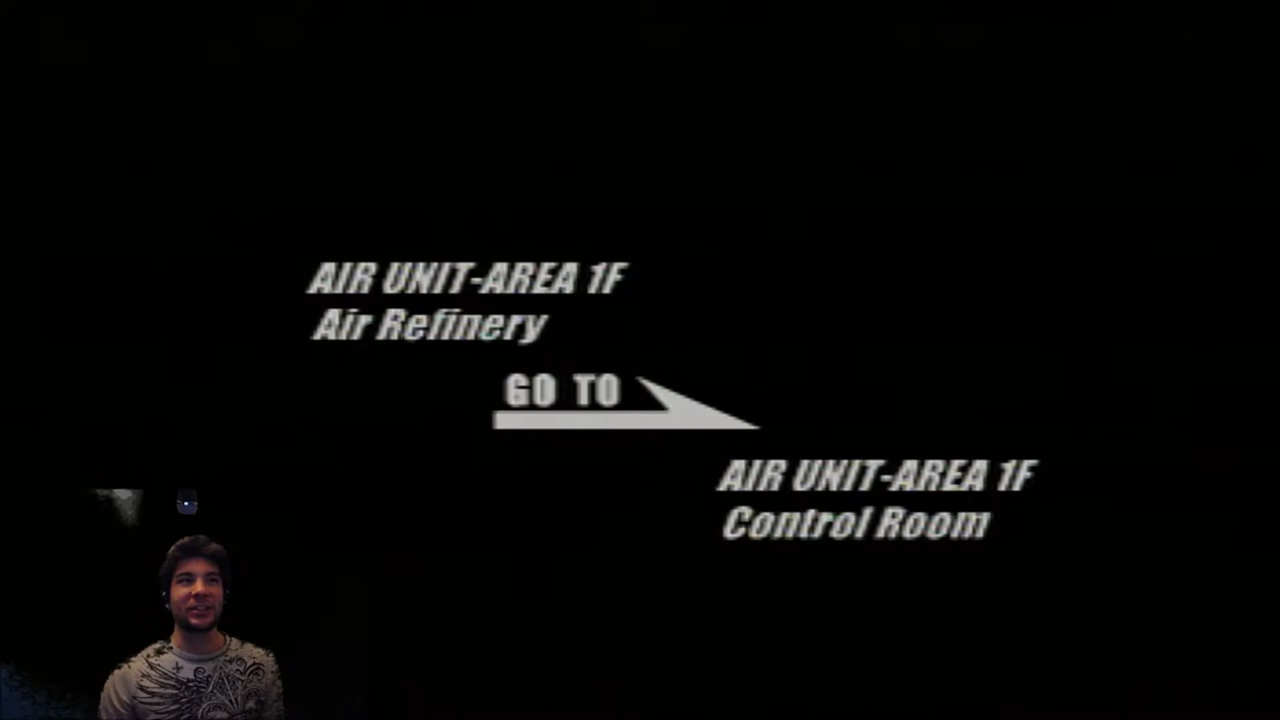 AIR UNIT-AREA 1F
Air Refinery
GO TO
AIR UNIT-AREA 1F
Control Room